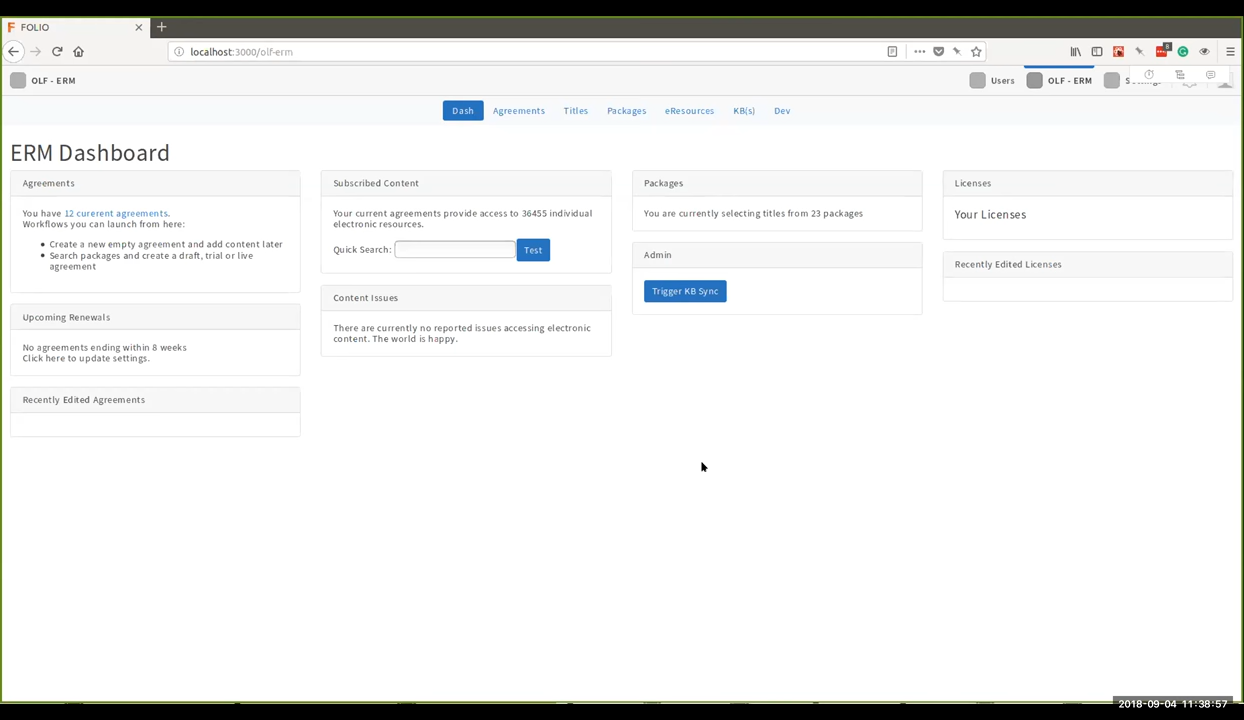 FOLIO
localhost:3000/olf-erm
8
OLF - ERM
Users
OLF - ERM
Dash
Agreements
Titles
Packages
eResources
KB(s)
Dev
ERM Dashboard
Agreements
You have 12 curerent agreements.
Workflows you can launch from here:
Create a new empty agreement and add content later
Search packages and create a draft, trial or live
agreement
Upcoming Renewals
No agreements ending within 8 weeks
Click here to update settings.
Recently Edited Agreements
Subscribed Content
Your current agreements provide access to 36455 individual
electronic resources.
Quick Search:
Test
Content Issues
There are currently no reported issues accessing electronic
content. The world is happy.
Packages
You are currently selecting titles from 23 packages
Admin
Trigger KB Sync
Licenses
Your Licenses
Recently Edited Licenses
2018-09-04 11:38:57